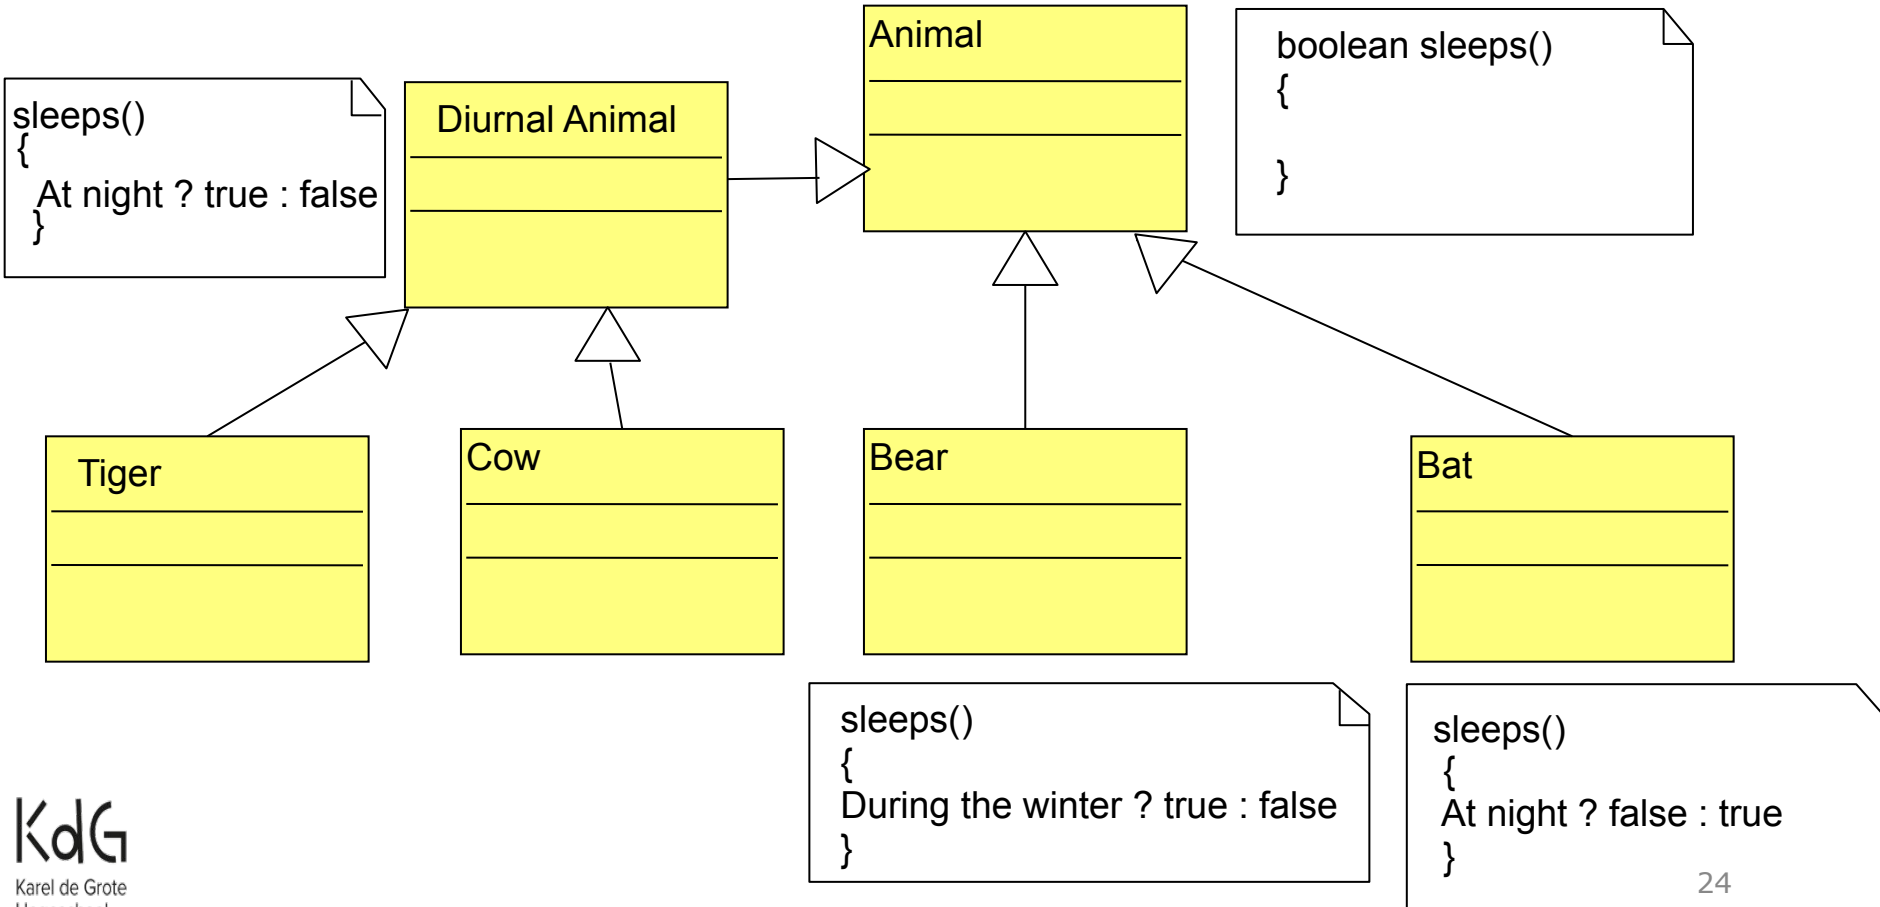 Animal
boolean sleeps()
{
}
sleeps()
{
At night ? true : false
}
Diurnal Animal
Tiger
Cow
Bear
Bat
sleeps()
{
During the winter ? true : false
}
sleeps()
{
At night ? false : true
}
KdG
Karel de Grote
24